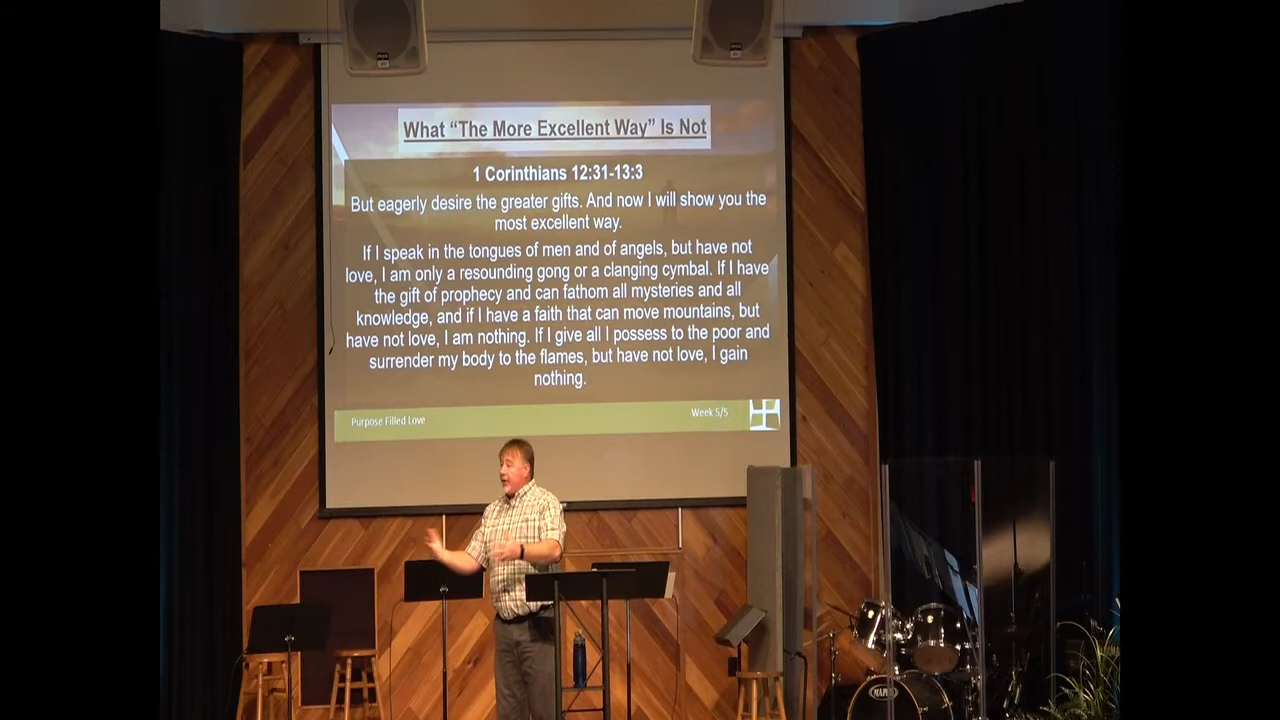 What “The More Excellent Way” Is Not
1 Corinthians 12:31-13:3
But eagerly desire the greater gifts. And now I will show you the
most excellent way.
If I speak in the tongues of men and of angels, but have not
love, I am only a resounding gong or a clanging cymbal. If I have
the gift of prophecy and can fathom all mysteries and all
knowledge, and if I have a faith that can move mountains, but
have not love, I am nothing. If I give all I possess to the poor and
surrender my body to the flames, but have not love, I gain
nothing.
Purpose Filled Love
Week 5/5